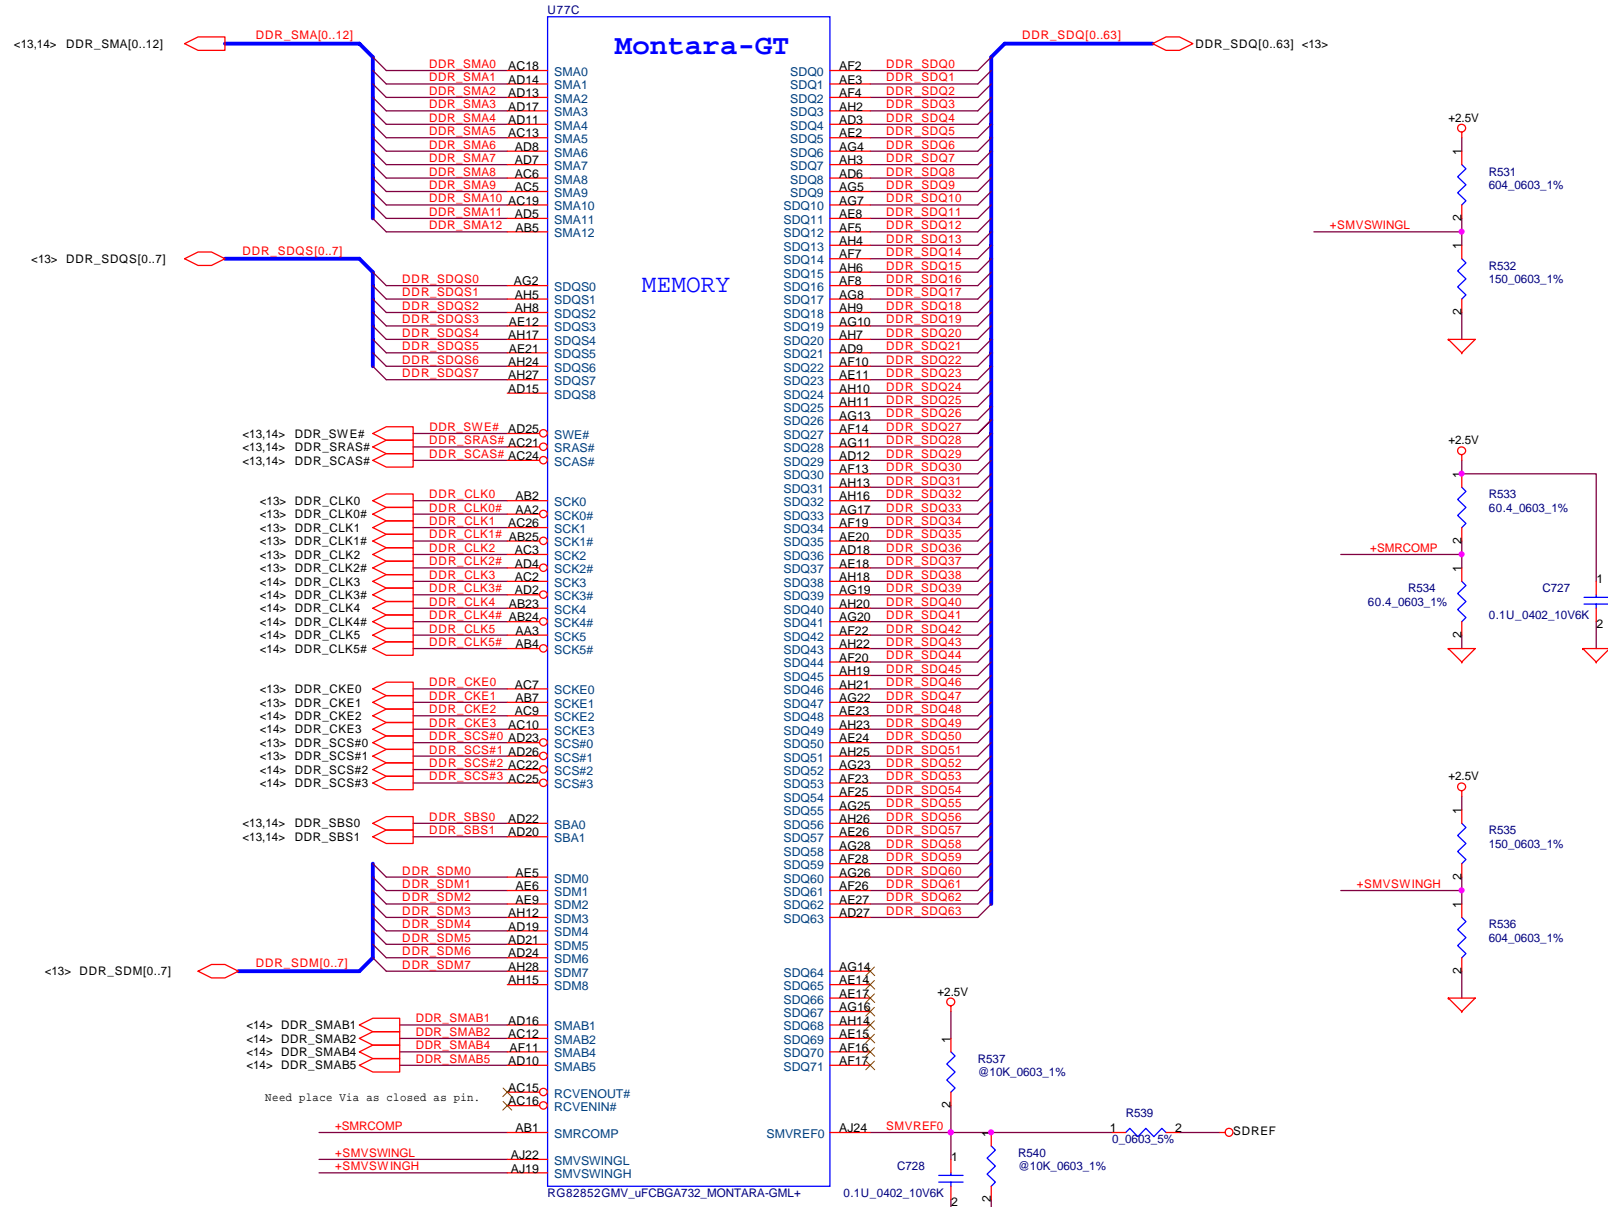 U77C
Montara-GT
MEMORY
<13,14> DDR_SMA[0..12] DDR_SMA[0..12]
DDR_SMA0 AC18 SMA0
DDR_SMA1 AD14 SMA1
DDR_SMA2 AD13 SMA2
DDR_SMA3 AD17 SMA3
DDR_SMA4 AD11 SMA4
DDR_SMA5 AC13 SMA5
DDR_SMA6 AD8 SMA6
DDR_SMA7 AD7 SMA7
DDR_SMA8 AC6 SMA8
DDR_SMA9 AC5 SMA9
DDR_SMA10 AC19 SMA10
DDR_SMA11 AD5 SMA11
DDR_SMA12 AB5 SMA12
<13> DDR_SDQS[0..7] DDR_SDQS[0..7]
DDR_SDQS0 AG2 SDQS0
DDR_SDQS1 AH5 SDQS1
DDR_SDQS2 AH8 SDQS2
DDR_SDQS3 AE12 SDQS3
DDR_SDQS4 AH17 SDQS4
DDR_SDQS5 AE21 SDQS5
DDR_SDQS6 AH24 SDQS6
DDR_SDQS7 AH27 SDQS7
AD15 SDQS8
<13,14> DDR_SWE# DDR_SWE# AD25 SWE#
<13,14> DDR_SRAS# DDR_SRAS# AC21 SRAS#
<13,14> DDR_SCAS# DDR_SCAS# AC24 SCAS#
<13> DDR_CLK0 DDR_CLK0 AB2 SCK0
<13> DDR_CLK0# DDR_CLK0# AA2 SCK0#
<13> DDR_CLK1 DDR_CLK1 AC26 SCK1
<13> DDR_CLK1# DDR_CLK1# AB25 SCK1#
<13> DDR_CLK2 DDR_CLK2 AC3 SCK2
<13> DDR_CLK2# DDR_CLK2# AD4 SCK2#
<14> DDR_CLK3 DDR_CLK3 AC2 SCK3
<14> DDR_CLK3# DDR_CLK3# AD2 SCK3#
<14> DDR_CLK4 DDR_CLK4 AB23 SCK4
<14> DDR_CLK4# DDR_CLK4# AB24 SCK4#
<14> DDR_CLK5 DDR_CLK5 AA3 SCK5
<14> DDR_CLK5# DDR_CLK5# AB4 SCK5#
<13> DDR_CKE0 DDR_CKE0 AC7 SCKE0
<13> DDR_CKE1 DDR_CKE1 AB7 SCKE1
<14> DDR_CKE2 DDR_CKE2 AC9 SCKE2
<14> DDR_CKE3 DDR_CKE3 AC10 SCKE3
<13> DDR_SCS#0 DDR_SCS#0 AD23 SCS#0
<13> DDR_SCS#1 DDR_SCS#1 AD26 SCS#1
<14> DDR_SCS#2 DDR_SCS#2 AC22 SCS#2
<14> DDR_SCS#3 DDR_SCS#3 AC25 SCS#3
<13,14> DDR_SBS0 DDR_SBS0 AD22 SBA0
<13,14> DDR_SBS1 DDR_SBS1 AD20 SBA1
DDR_SDM0 AE5 SDM0
DDR_SDM1 AE6 SDM1
DDR_SDM2 AE9 SDM2
DDR_SDM3 AH12 SDM3
DDR_SDM4 AD19 SDM4
DDR_SDM5 AD21 SDM5
DDR_SDM6 AD24 SDM6
DDR_SDM7 AH28 SDM7
AH15 SDM8
<13> DDR_SDM[0..7] DDR_SDM[0..7]
<14> DDR_SMAB1 DDR_SMAB1 AD16 SMAB1
<14> DDR_SMAB2 DDR_SMAB2 AC12 SMAB2
<14> DDR_SMAB4 DDR_SMAB4 AF11 SMAB4
<14> DDR_SMAB5 DDR_SMAB5 AD10 SMAB5
Need place Via as closed as pin.
AC15 RCVENOUT#
AC16 RCVENIN#
+SMRCOMP AB1 SMRCOMP
+SMVSWINGL AJ22 SMVSWINGL
+SMVSWINGH AJ19 SMVSWINGH
RG82852GMV_uFCBGA732_MONTARA-GML+
DDR_SDQ[0..63] DDR_SDQ[0..63] <13>
SDQ0 AF2 DDR_SDQ0
SDQ1 AE3 DDR_SDQ1
SDQ2 AF4 DDR_SDQ2
SDQ3 AH2 DDR_SDQ3
SDQ4 AD3 DDR_SDQ4
SDQ5 AE2 DDR_SDQ5
SDQ6 AG4 DDR_SDQ6
SDQ7 AH3 DDR_SDQ7
SDQ8 AD6 DDR_SDQ8
SDQ9 AG5 DDR_SDQ9
SDQ10 AG7 DDR_SDQ10
SDQ11 AE8 DDR_SDQ11
SDQ12 AF5 DDR_SDQ12
SDQ13 AH4 DDR_SDQ13
SDQ14 AF7 DDR_SDQ14
SDQ15 AH6 DDR_SDQ15
SDQ16 AF8 DDR_SDQ16
SDQ17 AG8 DDR_SDQ17
SDQ18 AH9 DDR_SDQ18
SDQ19 AG10 DDR_SDQ19
SDQ20 AH7 DDR_SDQ20
SDQ21 AD9 DDR_SDQ21
SDQ22 AF10 DDR_SDQ22
SDQ23 AE11 DDR_SDQ23
SDQ24 AH10 DDR_SDQ24
SDQ25 AH11 DDR_SDQ25
SDQ26 AG13 DDR_SDQ26
SDQ27 AF14 DDR_SDQ27
SDQ28 AG11 DDR_SDQ28
SDQ29 AD12 DDR_SDQ29
SDQ30 AF13 DDR_SDQ30
SDQ31 AH13 DDR_SDQ31
SDQ32 AH16 DDR_SDQ32
SDQ33 AG17 DDR_SDQ33
SDQ34 AF19 DDR_SDQ34
SDQ35 AE20 DDR_SDQ35
SDQ36 AD18 DDR_SDQ36
SDQ37 AE18 DDR_SDQ37
SDQ38 AH18 DDR_SDQ38
SDQ39 AG19 DDR_SDQ39
SDQ40 AH20 DDR_SDQ40
SDQ41 AG20 DDR_SDQ41
SDQ42 AF22 DDR_SDQ42
SDQ43 AH22 DDR_SDQ43
SDQ44 AF20 DDR_SDQ44
SDQ45 AH19 DDR_SDQ45
SDQ46 AH21 DDR_SDQ46
SDQ47 AG22 DDR_SDQ47
SDQ48 AE23 DDR_SDQ48
SDQ49 AH23 DDR_SDQ49
SDQ50 AE24 DDR_SDQ50
SDQ51 AH25 DDR_SDQ51
SDQ52 AG23 DDR_SDQ52
SDQ53 AF23 DDR_SDQ53
SDQ54 AF25 DDR_SDQ54
SDQ55 AG25 DDR_SDQ55
SDQ56 AH26 DDR_SDQ56
SDQ57 AE26 DDR_SDQ57
SDQ58 AG28 DDR_SDQ58
SDQ59 AF28 DDR_SDQ59
SDQ60 AG26 DDR_SDQ60
SDQ61 AF26 DDR_SDQ61
SDQ62 AE27 DDR_SDQ62
SDQ63 AD27 DDR_SDQ63
SDQ64 AG14
SDQ65 AE14
SDQ66 AE17
SDQ67 AG16
SDQ68 AH14
SDQ69 AE15
SDQ70 AF16
SDQ71 AF17
SMVREF0 AJ24 SMVREF0
+2.5V
1
R537
@10K_0603_1%
2
1
R540
@10K_0603_1%
2
1
C728
0.1U_0402_10V6K
2
R539
1 2
0_0603_5%
SDREF
+2.5V
1
R531
604_0603_1%
2
+SMVSWINGL
1
R532
150_0603_1%
2
+2.5V
1
R533
60.4_0603_1%
2
+SMRCOMP
1
R534
60.4_0603_1%
2
1
C727
0.1U_0402_10V6K
2
+2.5V
1
R535
150_0603_1%
2
+SMVSWINGH
1
R536
604_0603_1%
2